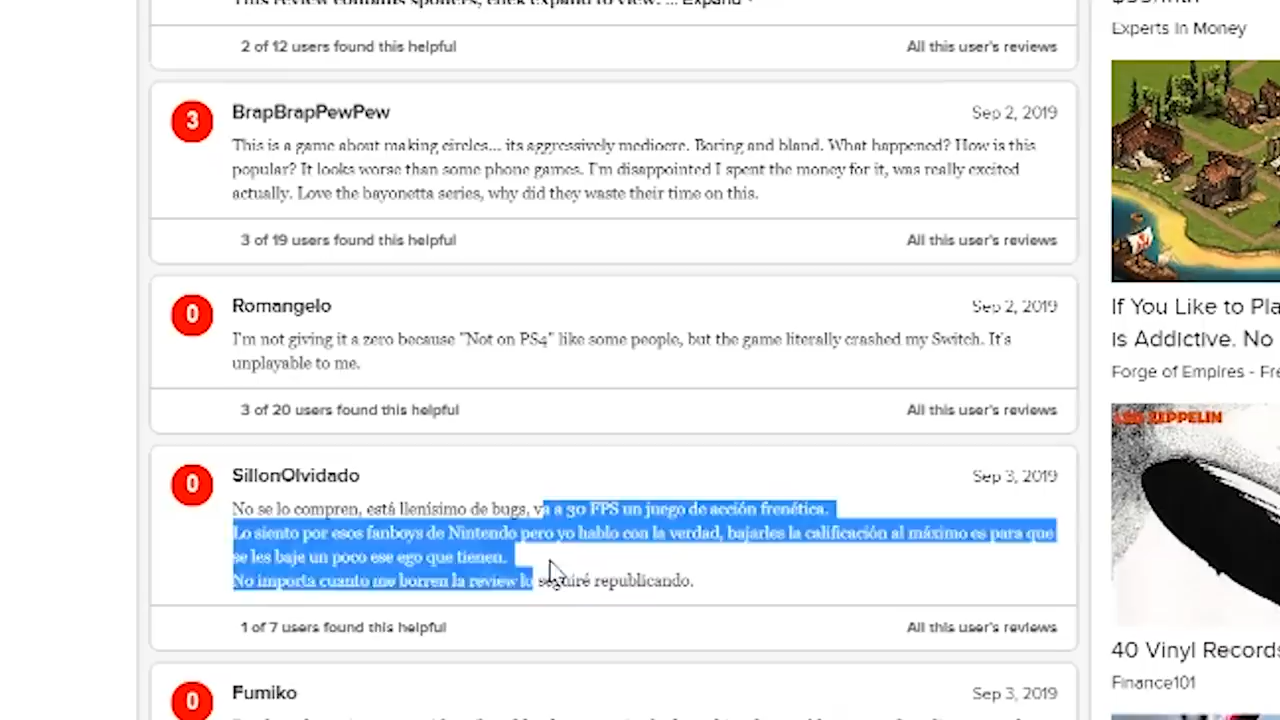 This review contains spoilers, click expand to view. ... Expand
Experts In Money
2 of 12 users found this helpful
All this user's reviews
3
BrapBrapPewPew
Sep 2, 2019
This is a game about making circles... its aggressively mediocre. Boring and bland. What happened? How is this
popular? It looks worse than some phone games. I'm disappointed I spent the money for it, was really excited
actually. Love the bayonetta series, why did they waste their time on this.
3 of 19 users found this helpful
All this user's reviews
0
Romangelo
Sep 2, 2019
I'm not giving it a zero because "Not on PS4" like some people, but the game literally crashed my Switch. It's
unplayable to me.
3 of 20 users found this helpful
All this user's reviews
0
SillonOlvidado
Sep 3, 2019
No se lo compren, está llenísimo de bugs, va a 30 FPS un juego de acción frenética.
Lo siento por esos fanboys de Nintendo pero yo hablo con la verdad, bajarles la calificación al máximo es para que
se les baje un poco ese ego que tienen.
No importa cuanto me borren la review lo seguiré republicando.
1 of 7 users found this helpful
All this user's reviews
0
Fumiko
Sep 3, 2019
If You Like to Pla
is Addictive. No
Forge of Empires - Fre
LED ZEPPELIN
40 Vinyl Records
Finance101